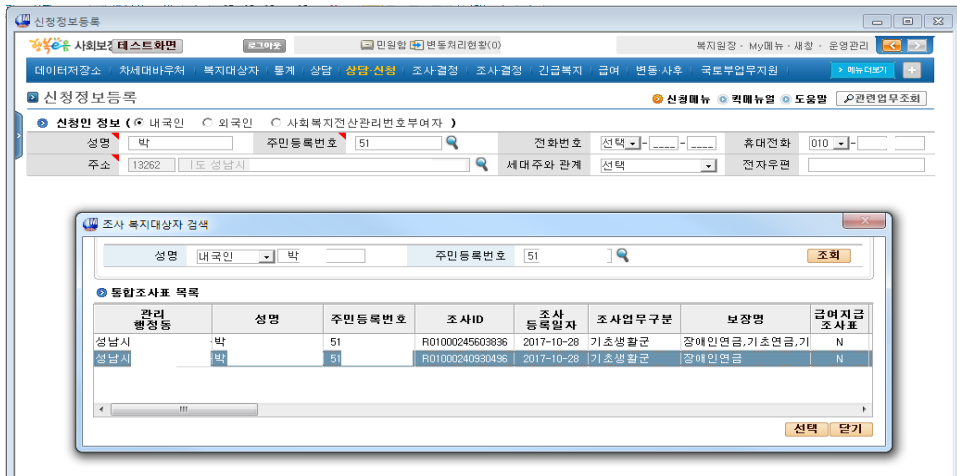 신청정보등록
행복e음 사회보장 테스트화면 로그아웃 민원함 변동처리현황(0) 복지원장 · My메뉴 · 새창 · 운영관리
데이터저장소 차세대바우처 복지대상자 통계 상담 상담·신청 조사·결정 조사·결정 긴급복지 급여 변동·사후 국토부업무지원 > 메뉴더보기
신청정보등록 신청메뉴 퀵메뉴열 도움말 관련업무조회
신청인 정보 ( 내국인 외국인 사회복지전산관리번호부여자 )
성명 박 주민등록번호 51 전화번호 선택 - ____ - ____ 휴대전화 010 -
주소 13262 도 성남시 세대주와 관계 선택 전자우편
조사 복지대상자 검색
성명 내국인 박 주민등록번호 51 조회
통합조사표 목록
관리 행정동 성명 주민등록번호 조사ID 조사 등록일자 조사업무구분 보장명 급여지급 조사표
성남시 박 51 R01000245603836 2017-10-28 기초생활군 장애인연금,기초연금,기 N
성남시 박 51 R01000240930496 2017-10-28 기초생활군 장애인연금 N
선택 닫기